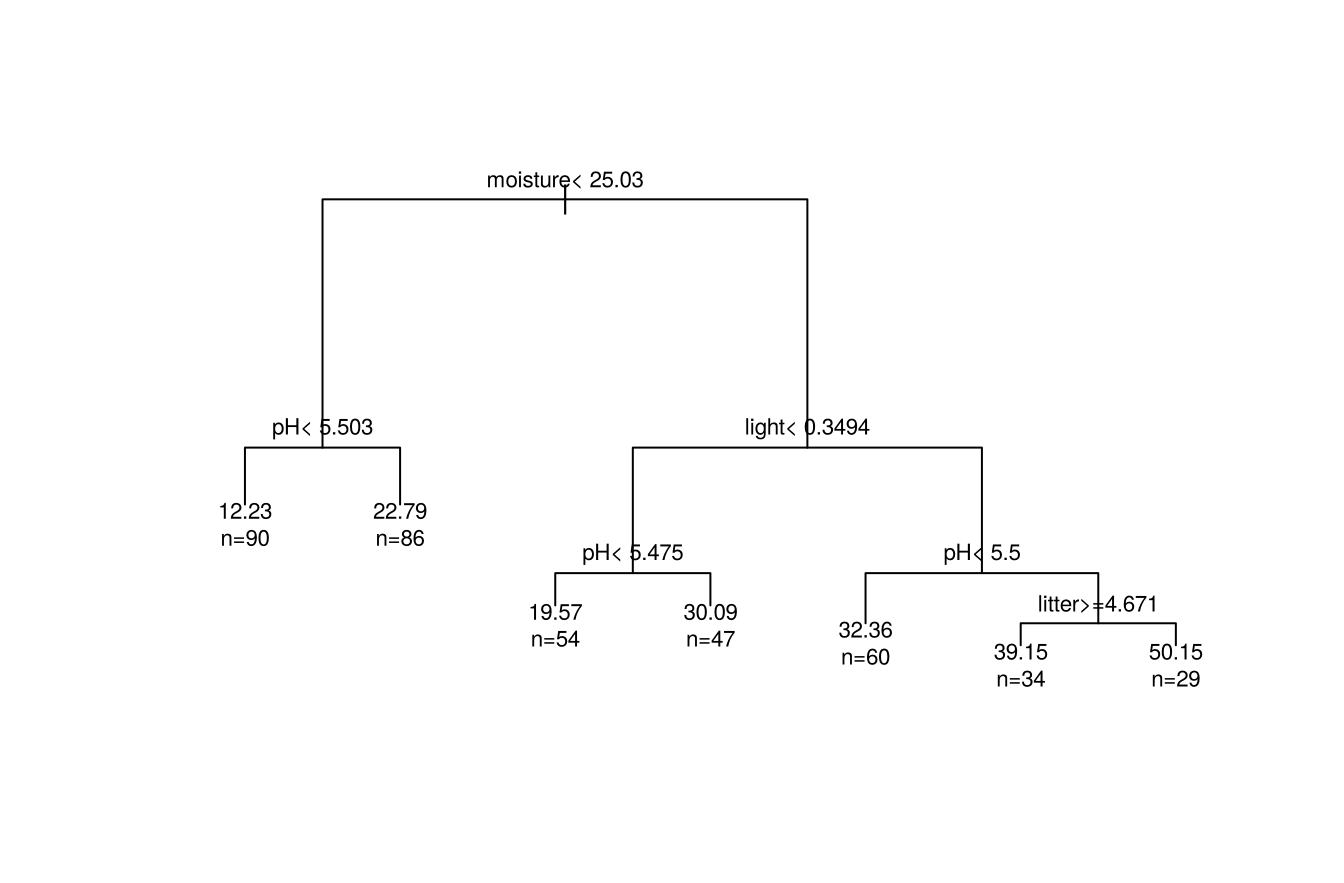 moisture< 25.03
pH< 5.503
light< 0.3494
12.23
n=90
22.79
n=86
pH< 5.475
pH< 5.5
19.57
n=54
30.09
n=47
32.36
n=60
litter>=4.671
39.15
n=34
50.15
n=29